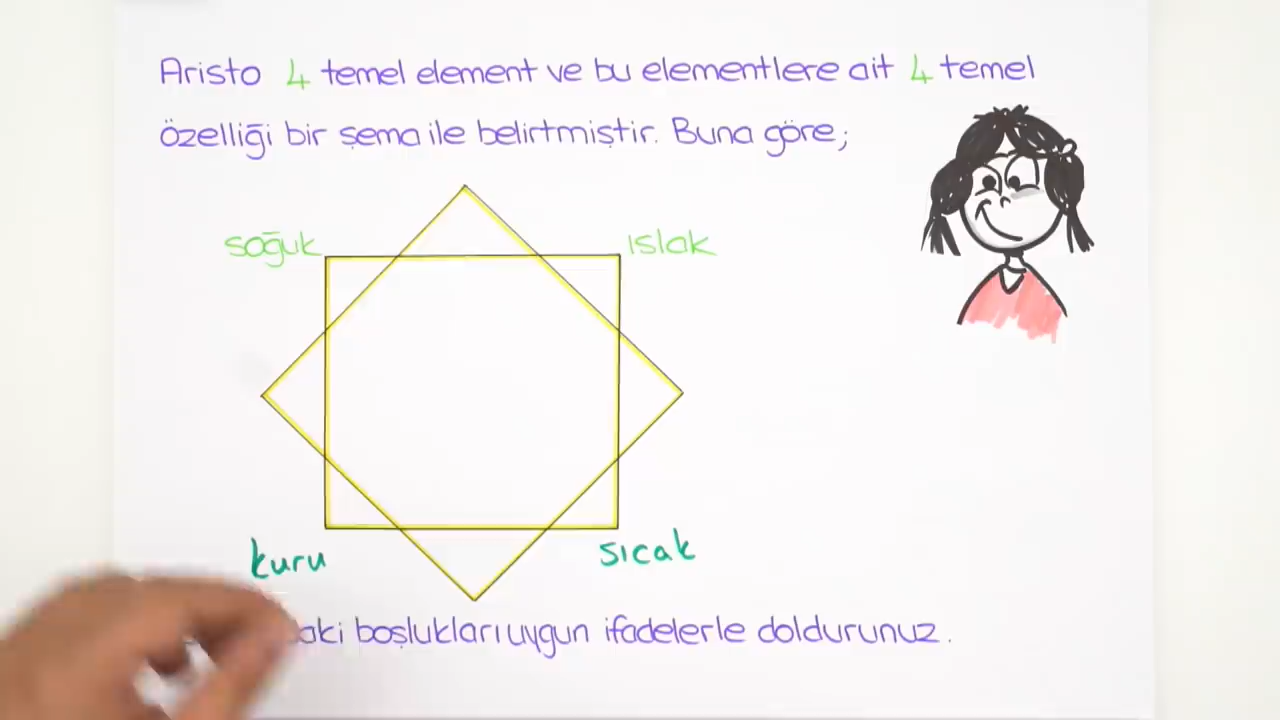 Aristo 4 temel element ve bu elementlere ait 4 temel
özelliği bir şema ile belirtmiştir. Buna göre;
soğuk
ıslak
kuru
sıcak
boşlukları uygun ifadelerle doldurunuz.